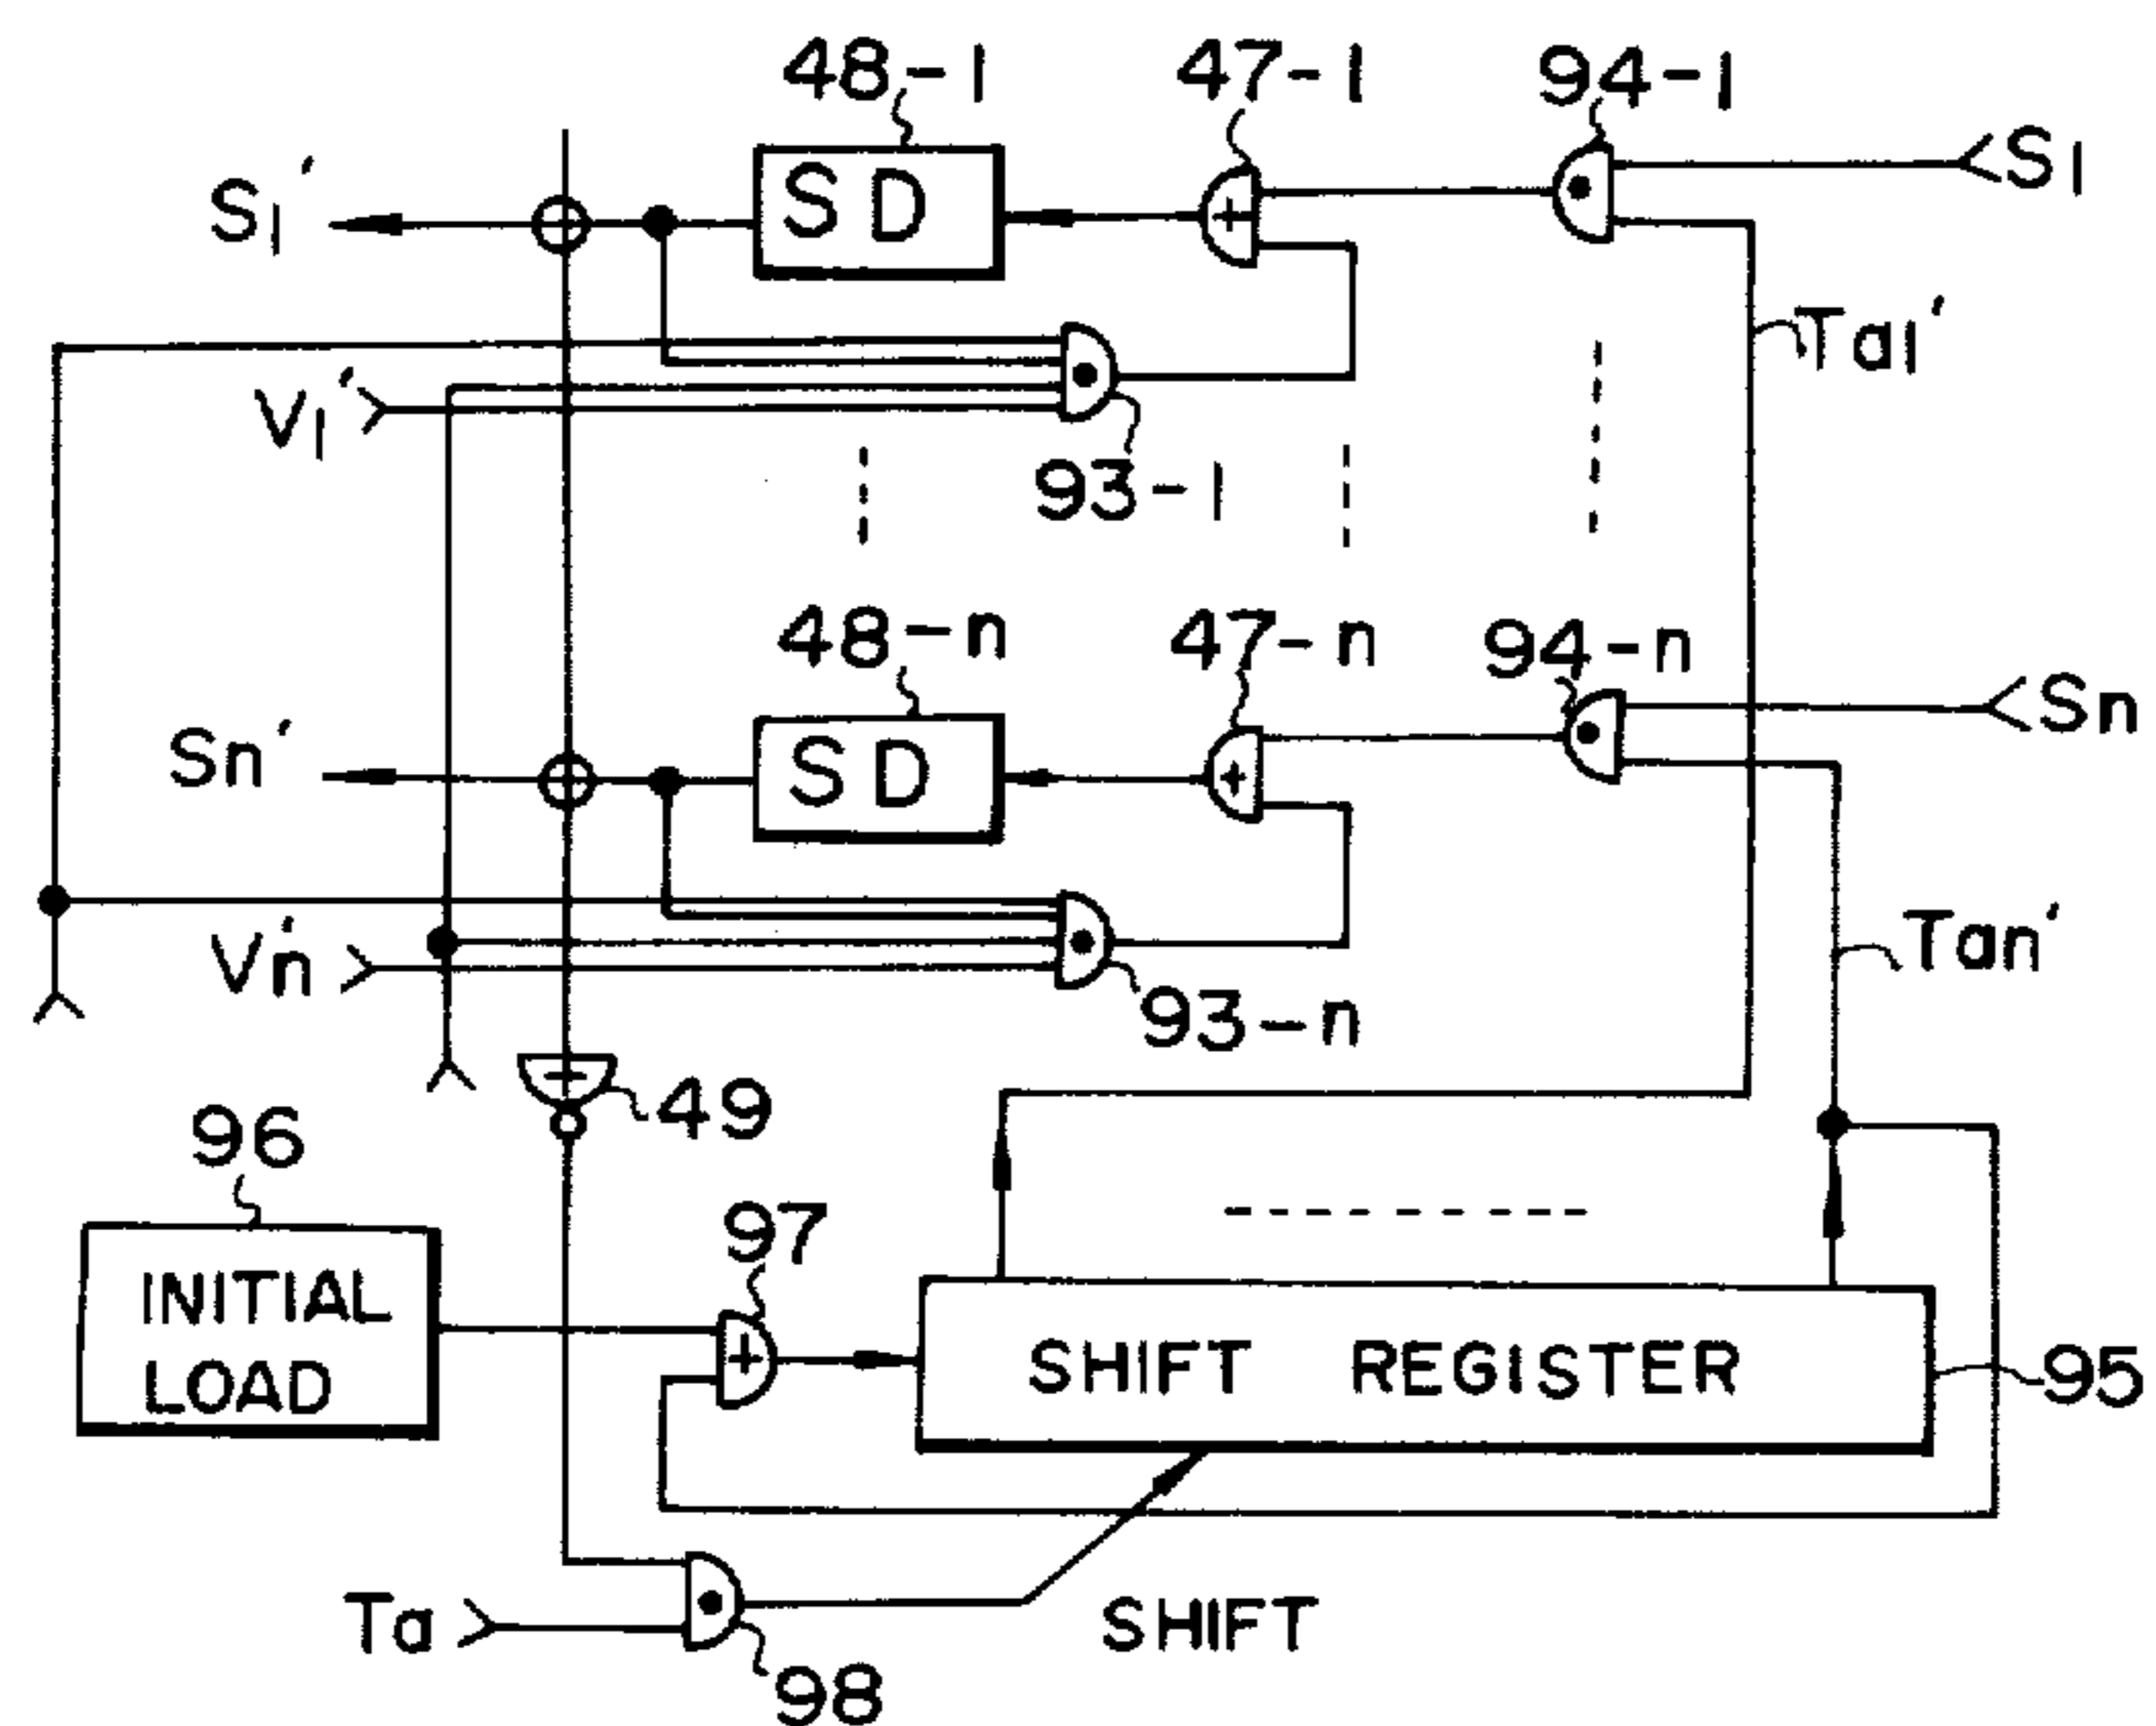 48-1
47-1
94-1
S1'
SD
S1
Ta1'
V1'
93-1
48-n
47-n
94-n
Sn'
SD
Sn
Vn'
Tan'
93-n
49
96
97
INITIAL
LOAD
SHIFT REGISTER
95
Ta
SHIFT
98